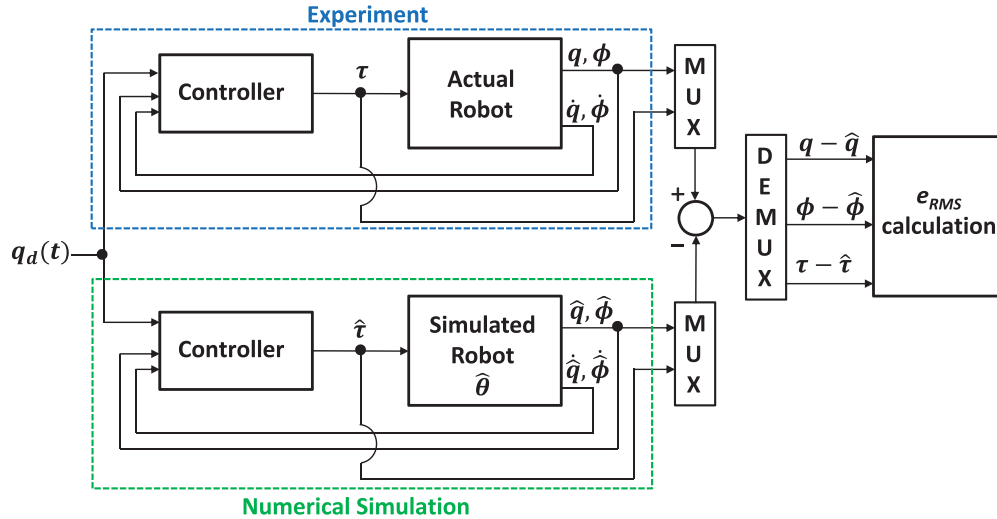 Experiment
Controller
τ
Actual
Robot
q, ϕ
q̇, ϕ̇
M
U
X
q_d(t)
+
−
D
E
M
U
X
q − q̂
ϕ − ϕ̂
τ − τ̂
e_RMS
calculation
Controller
τ̂
Simulated
Robot
θ̂
q̂, ϕ̂
q̂̇, ϕ̂̇
M
U
X
Numerical Simulation